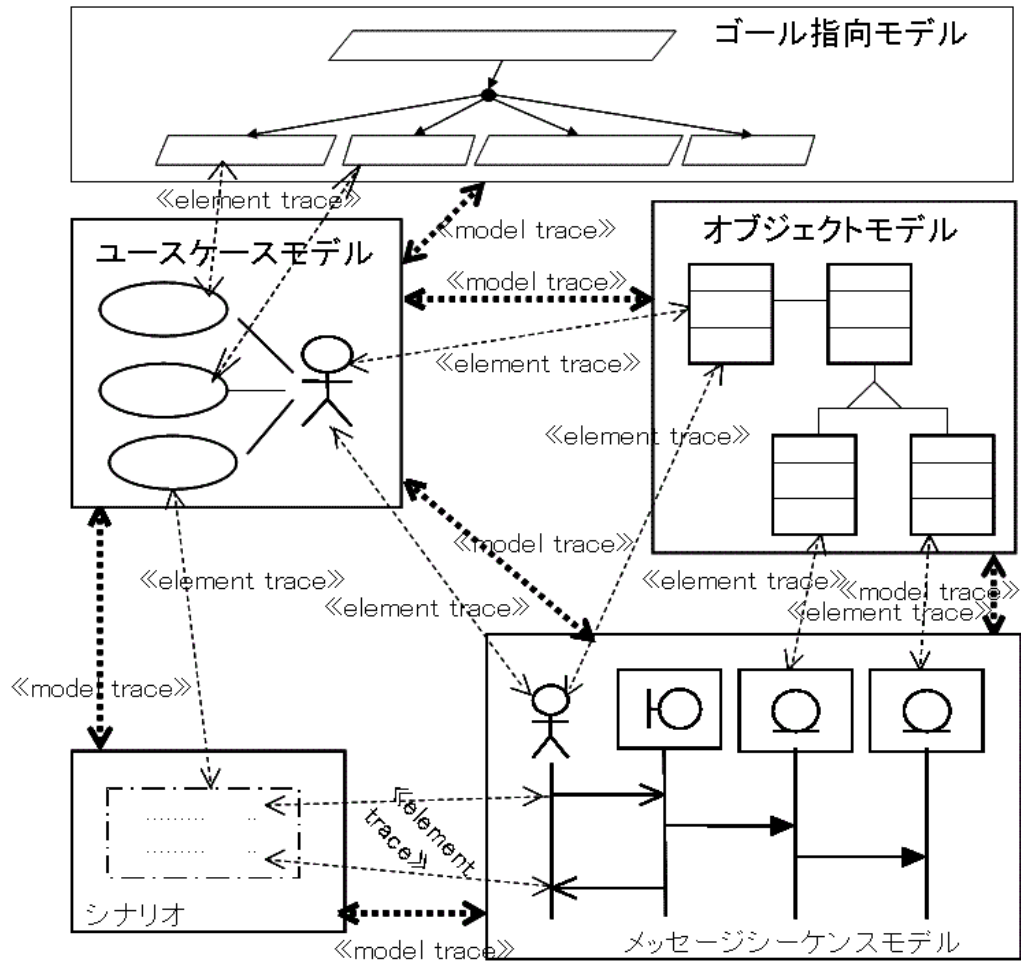 ゴール指向モデル
≪element trace≫
≪model trace≫
ユースケースモデル
オブジェクトモデル
≪model trace≫
≪element trace≫
≪element trace≫
≪model trace≫
≪element trace≫
≪element trace≫
≪model trace≫
≪element trace≫
≪element trace≫
≪model trace≫
≪element
trace≫
........ ..
........ ..
シナリオ
≪model trace≫
メッセージシーケンスモデル